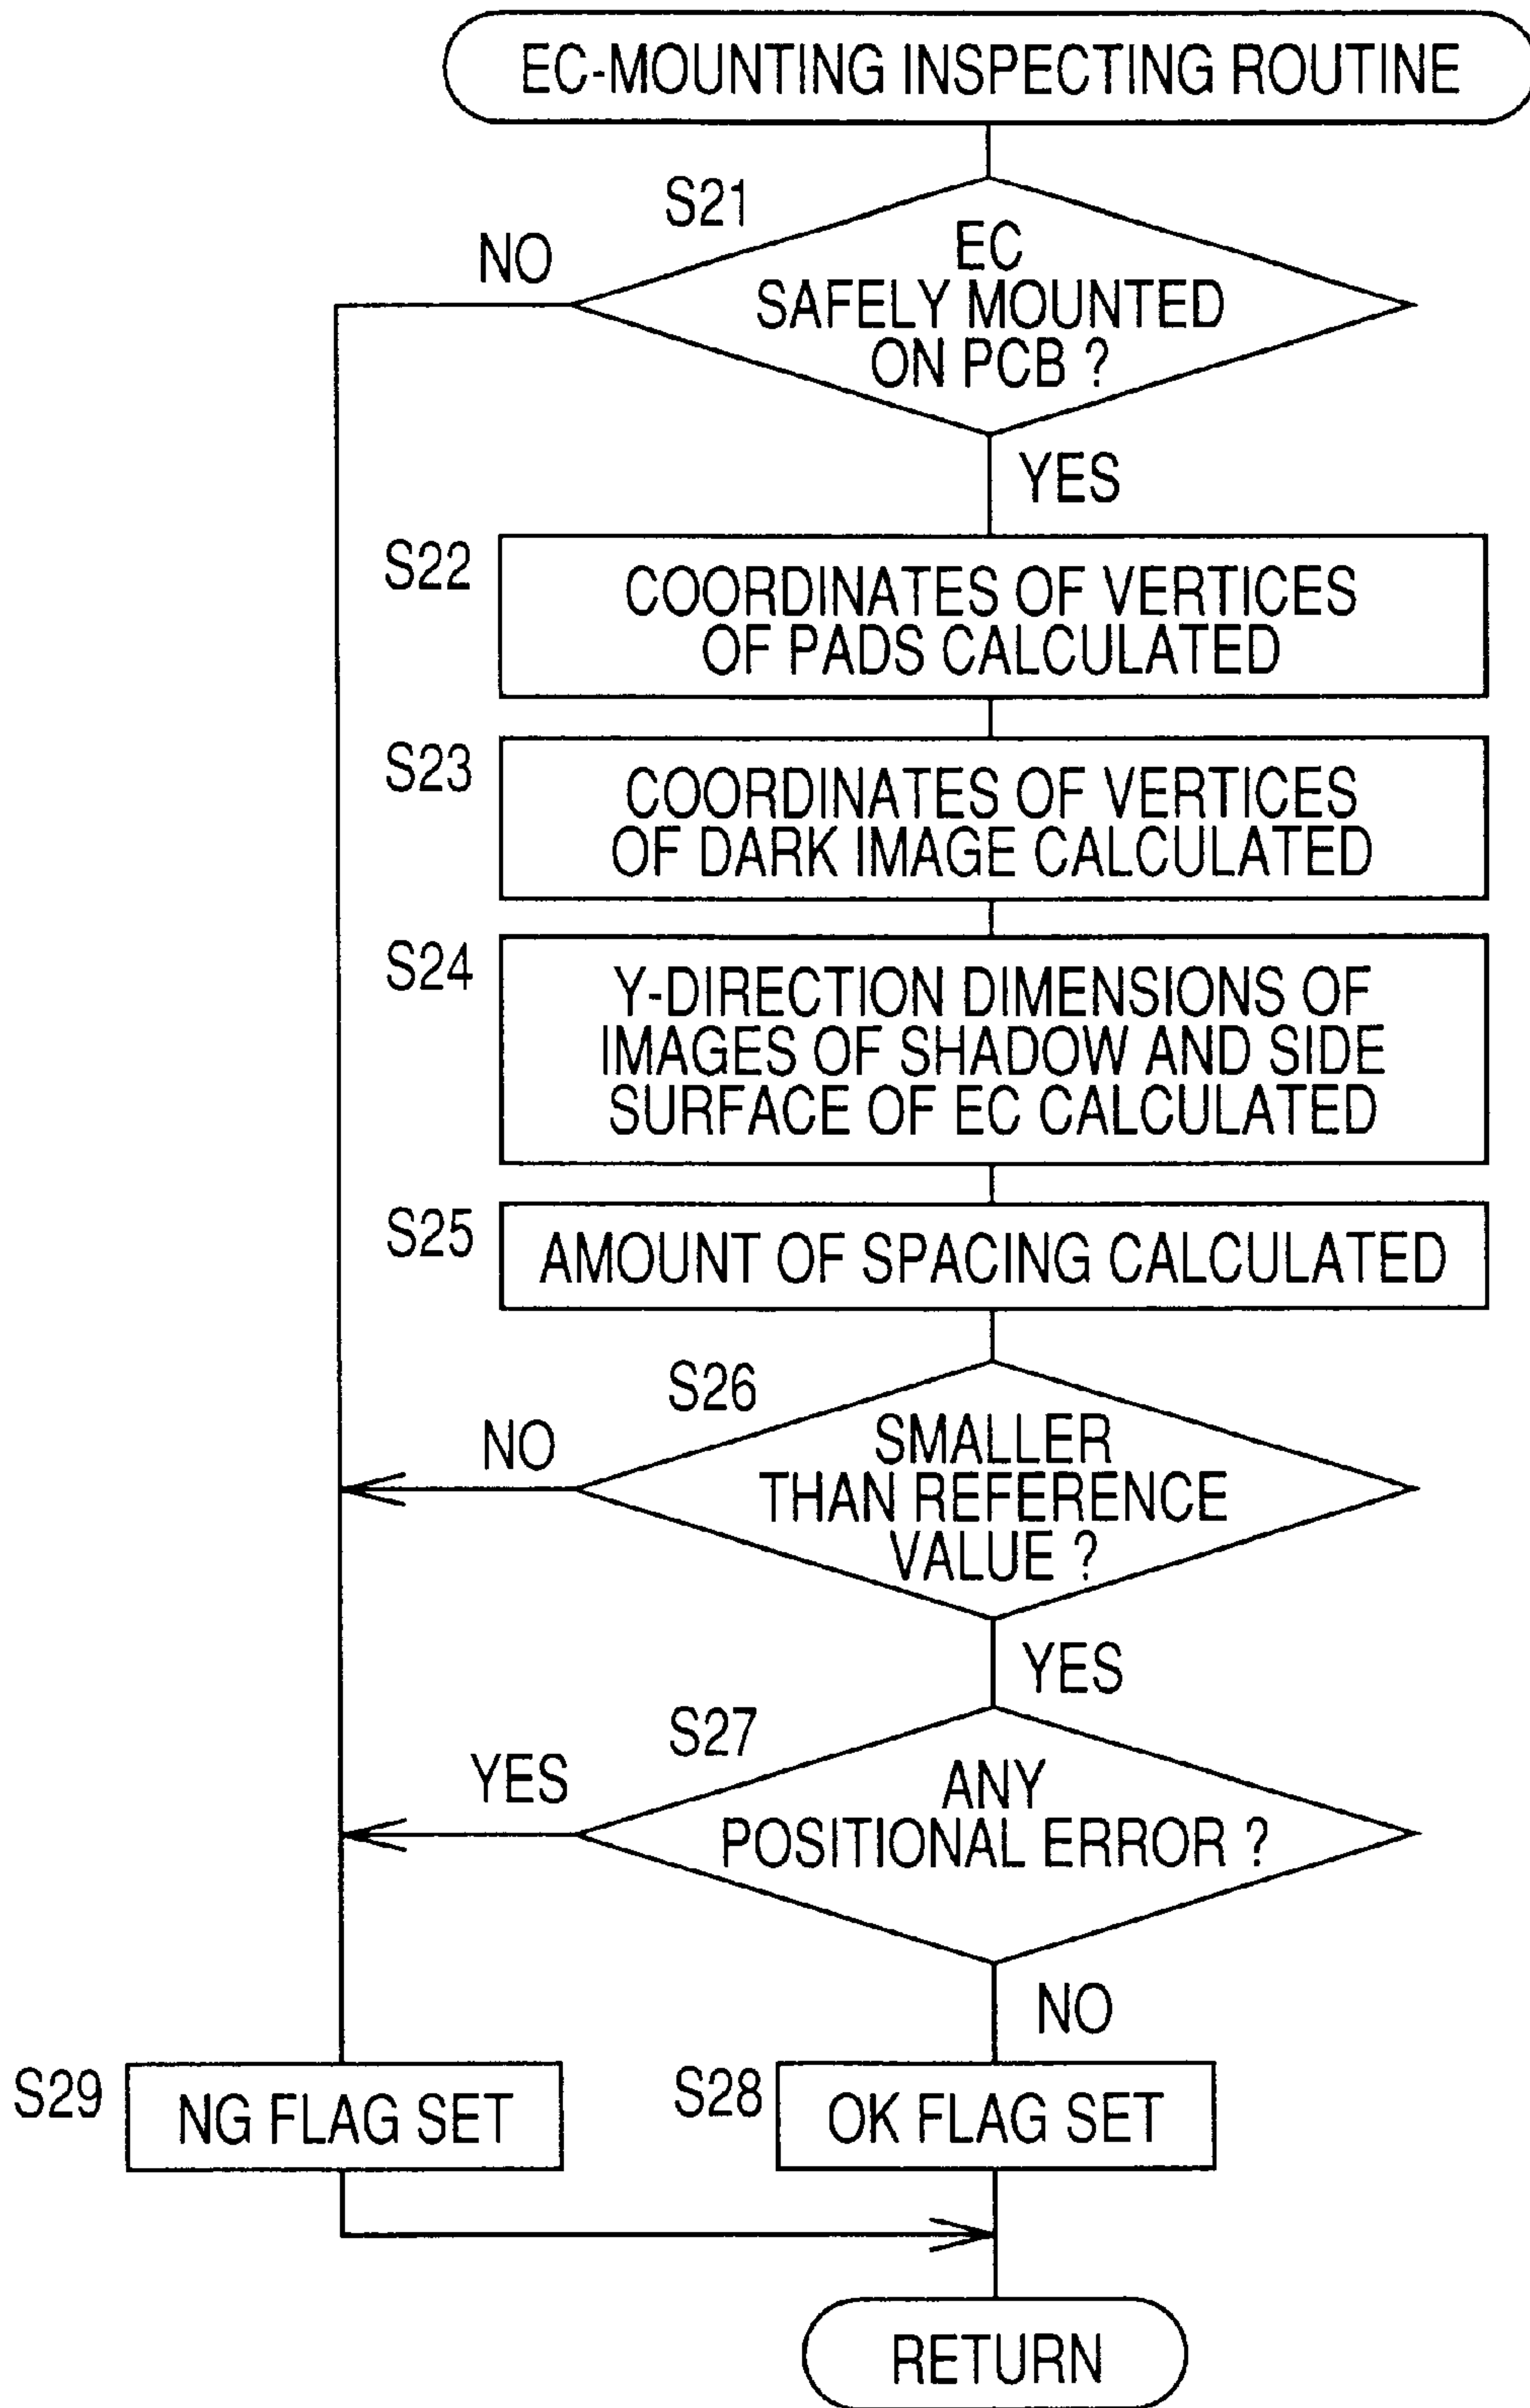 EC-MOUNTING INSPECTING ROUTINE
S21
NO
EC
SAFELY MOUNTED
ON PCB ?
YES
S22
COORDINATES OF VERTICES
OF PADS CALCULATED
S23
COORDINATES OF VERTICES
OF DARK IMAGE CALCULATED
S24
Y-DIRECTION DIMENSIONS OF
IMAGES OF SHADOW AND SIDE
SURFACE OF EC CALCULATED
S25
AMOUNT OF SPACING CALCULATED
S26
NO
SMALLER
THAN REFERENCE
VALUE ?
YES
S27
YES
ANY
POSITIONAL ERROR ?
NO
S29
NG FLAG SET
S28
OK FLAG SET
RETURN